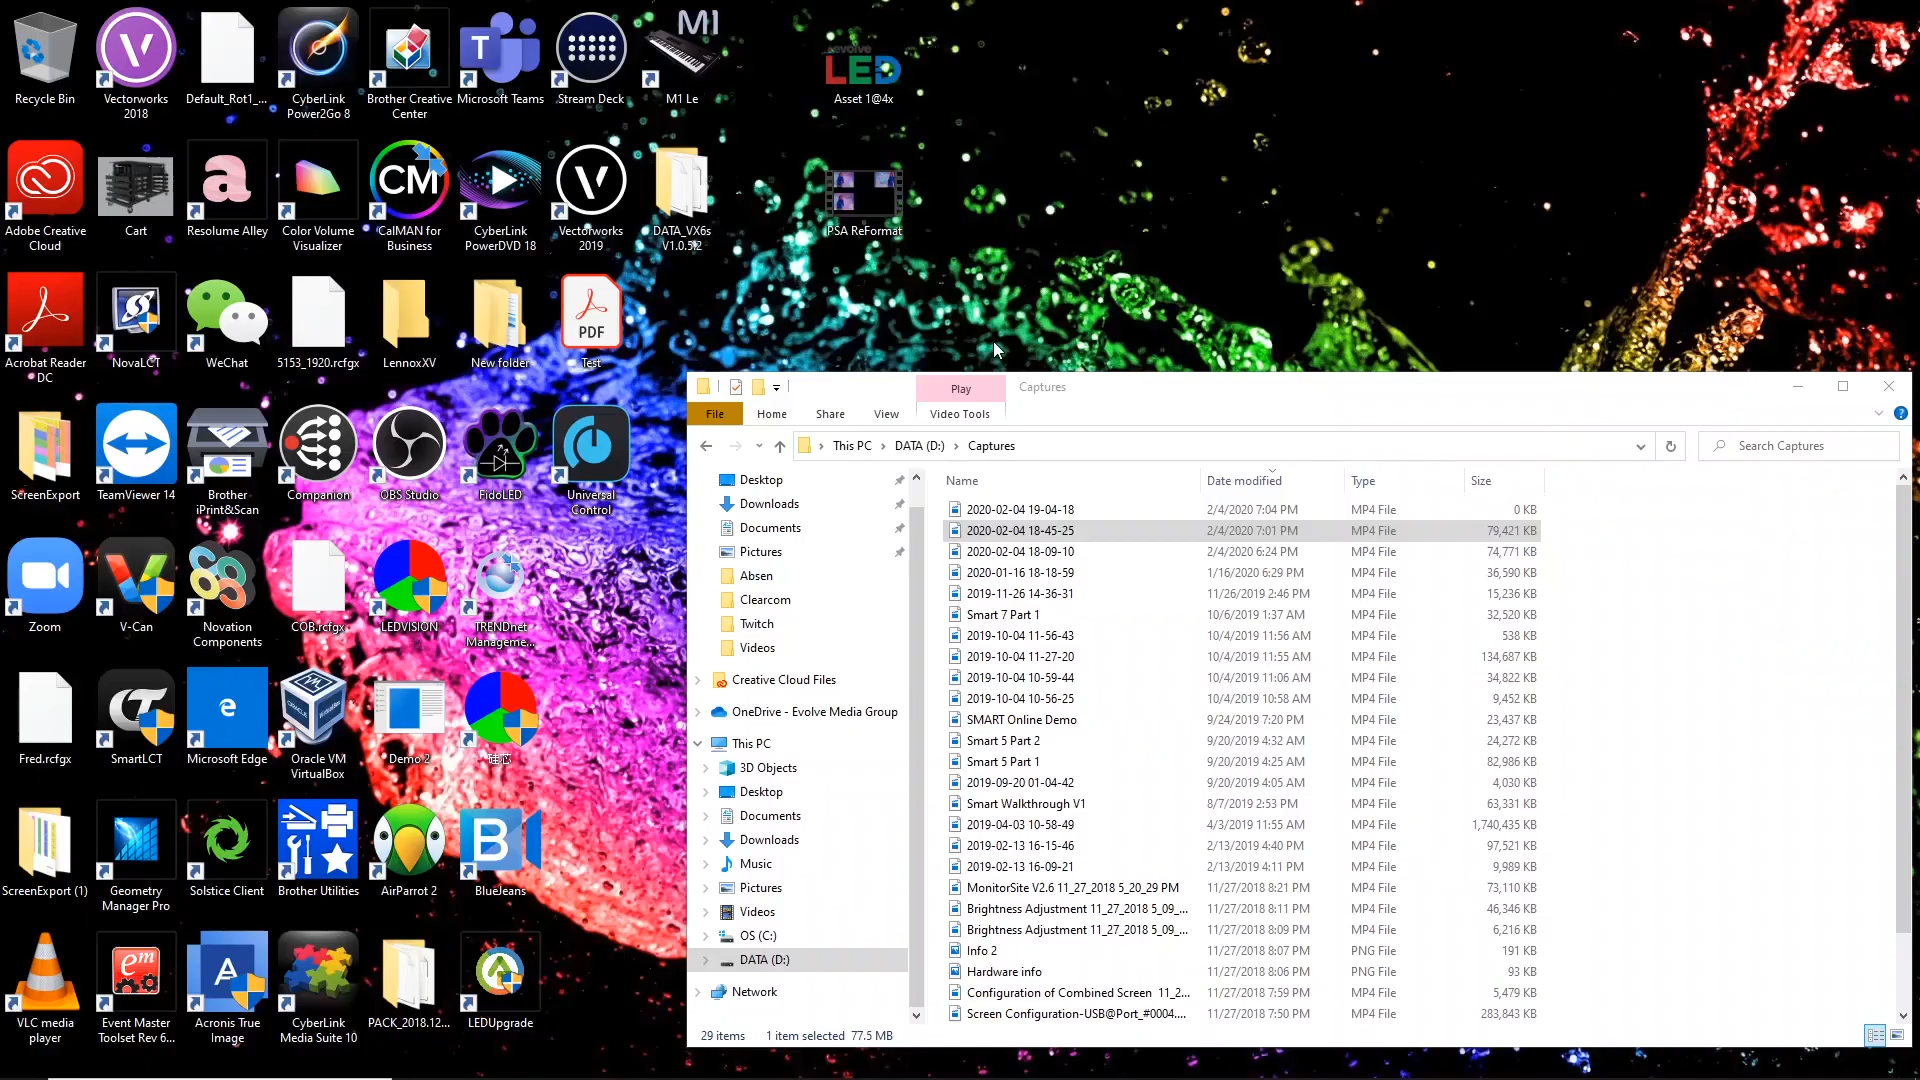 Recycle Bin
Vectorworks
2018
Default_Rot1_...
CyberLink
Power2Go 8
Brother Creative
Center
T
Microsoft Teams
Stream Deck
M1
M1 Le
evolve
LED
Asset 1@4x
Adobe Creative
Cloud
Cart
a
Resolume Alley
Color Volume
Visualizer
CM
CalMAN for
Business
CyberLink
PowerDVD 18
Vectorworks
2019
DATA_VX6s
V1.0.5.2
PSA ReFormat
Acrobat Reader
DC
NovaLCT
WeChat
5153_1920.rcfgx
LennoxXV
New folder
PDF
Test
ScreenExport
TeamViewer 14
Brother
iPrint&Scan
Companion
OBS Studio
FidoLED
Universal
Control
Zoom
V-Can
Novation
Components
COB.rcfgx
LEDVISION
TRENDnet
Manageme...
Fred.rcfgx
SmartLCT
Microsoft Edge
Oracle VM
VirtualBox
Demo 2
硅芯
ScreenExport (1)
Geometry
Manager Pro
Solstice Client
Brother Utilities
AirParrot 2
B
BlueJeans
VLC media
player
em
Event Master
Toolset Rev 6...
A
Acronis True
Image
CyberLink
Media Suite 10
PACK_2018.12...
LEDUpgrade
Play
Captures
File
Home
Share
View
Video Tools
This PC
DATA (D:)
Captures
Search Captures
Desktop
Downloads
Documents
Pictures
Absen
Clearcom
Twitch
Videos
Creative Cloud Files
OneDrive - Evolve Media Group
This PC
3D Objects
Desktop
Documents
Downloads
Music
Pictures
Videos
OS (C:)
DATA (D:)
Network
Name Date modified Type Size
2020-02-04 19-04-18 2/4/2020 7:04 PM MP4 File 0 KB
2020-02-04 18-45-25 2/4/2020 7:01 PM MP4 File 79,421 KB
2020-02-04 18-09-10 2/4/2020 6:24 PM MP4 File 74,771 KB
2020-01-16 18-18-59 1/16/2020 6:29 PM MP4 File 36,590 KB
2019-11-26 14-36-31 11/26/2019 2:46 PM MP4 File 15,236 KB
Smart 7 Part 1 10/6/2019 1:37 AM MP4 File 32,520 KB
2019-10-04 11-56-43 10/4/2019 11:56 AM MP4 File 538 KB
2019-10-04 11-27-20 10/4/2019 11:55 AM MP4 File 134,687 KB
2019-10-04 10-59-44 10/4/2019 11:06 AM MP4 File 34,822 KB
2019-10-04 10-56-25 10/4/2019 10:58 AM MP4 File 9,452 KB
SMART Online Demo 9/24/2019 7:20 PM MP4 File 23,437 KB
Smart 5 Part 2 9/20/2019 4:32 AM MP4 File 24,272 KB
Smart 5 Part 1 9/20/2019 4:25 AM MP4 File 82,986 KB
2019-09-20 01-04-42 9/20/2019 4:05 AM MP4 File 4,030 KB
Smart Walkthrough V1 8/7/2019 2:53 PM MP4 File 63,331 KB
2019-04-03 10-58-49 4/3/2019 11:55 AM MP4 File 1,740,435 KB
2019-02-13 16-15-46 2/13/2019 4:40 PM MP4 File 97,521 KB
2019-02-13 16-09-21 2/13/2019 4:11 PM MP4 File 9,989 KB
MonitorSite V2.6 11_27_2018 5_20_29 PM 11/27/2018 8:21 PM MP4 File 73,110 KB
Brightness Adjustment 11_27_2018 5_09_... 11/27/2018 8:11 PM MP4 File 46,346 KB
Brightness Adjustment 11_27_2018 5_09_... 11/27/2018 8:09 PM MP4 File 6,216 KB
Info 2 11/27/2018 8:07 PM PNG File 191 KB
Hardware info 11/27/2018 8:06 PM PNG File 93 KB
Configuration of Combined Screen 11_2... 11/27/2018 7:59 PM MP4 File 5,479 KB
Screen Configuration-USB@Port_#0004.... 11/27/2018 7:50 PM MP4 File 283,843 KB
29 items 1 item selected 77.5 MB